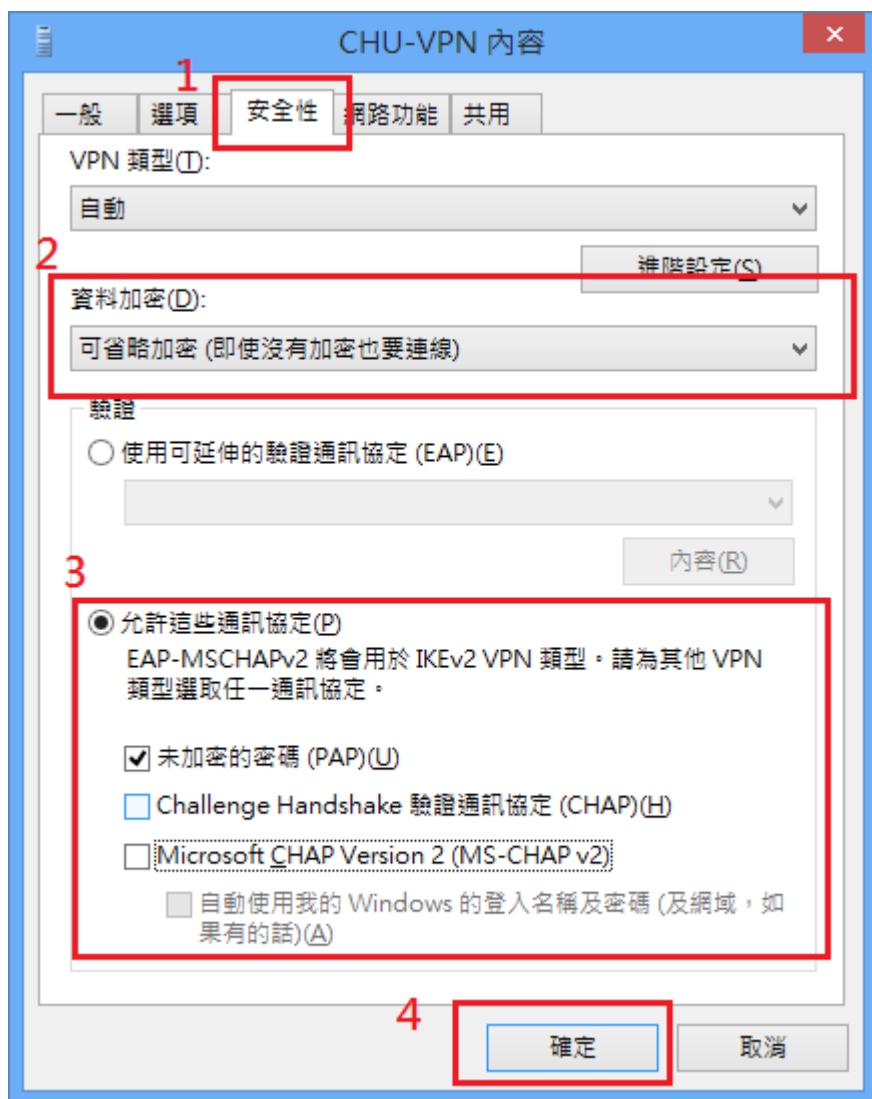 CHU-VPN 內容
1
一般 選項 安全性 網路功能 共用
VPN 類型(T):
自動
2
進階設定(S)
資料加密(D):
可省略加密 (即使沒有加密也要連線)
驗證
使用可延伸的驗證通訊協定 (EAP)(E)
內容(R)
3
允許這些通訊協定(P)
EAP-MSCHAPv2 將會用於 IKEv2 VPN 類型。請為其他 VPN
類型選取任一通訊協定。
未加密的密碼 (PAP)(U)
Challenge Handshake 驗證通訊協定 (CHAP)(H)
Microsoft CHAP Version 2 (MS-CHAP v2)
自動使用我的 Windows 的登入名稱及密碼 (及網域，如
果有的話)(A)
4
確定 取消